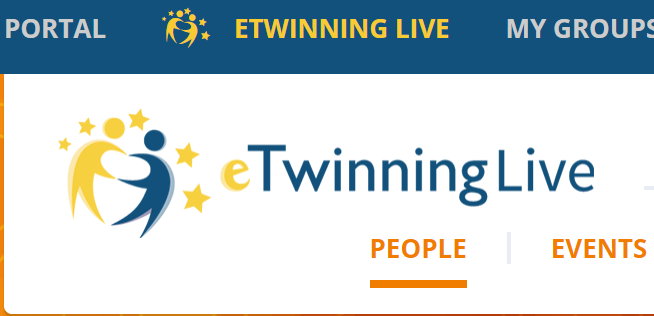 PORTAL ETWINNING LIVE MY GROUPS
eTwinning Live
PEOPLE EVENTS